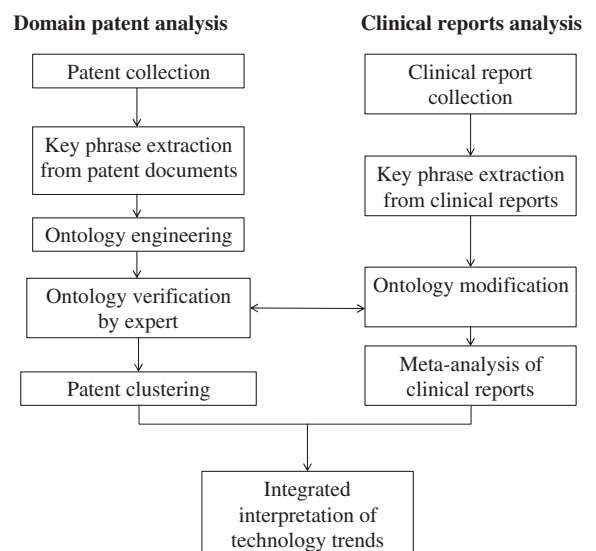 Domain patent analysis
Patent collection
Key phrase extraction
from patent documents
Ontology engineering
Ontology verification
by expert
Patent clustering
Clinical reports analysis
Clinical report
collection
Key phrase extraction
from clinical reports
Ontology modification
Meta-analysis of
clinical reports
Integrated
interpretation of
technology trends